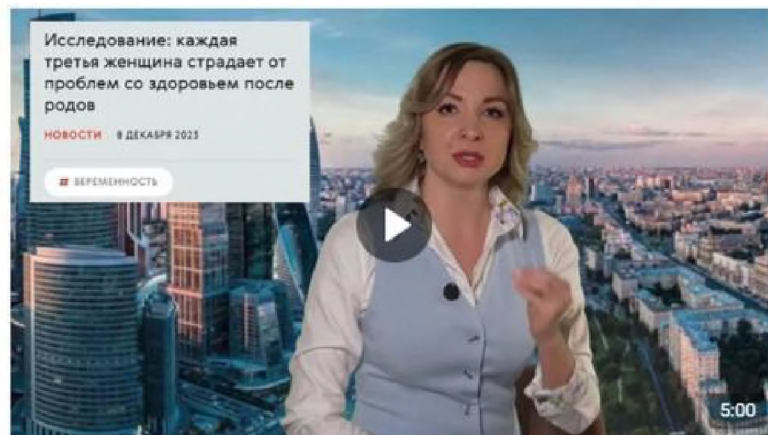 Исследование: каждая
третья женщина страдает от
проблем со здоровьем после
родов
НОВОСТИ 8 ДЕКАБРЯ 2023
# БЕРЕМЕННОСТЬ
5:00